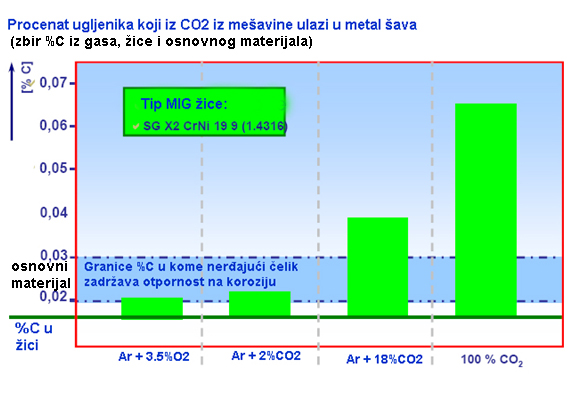 Procenat ugljenika koji iz CO2 iz mešavine ulazi u metal šava
(zbir %C iz gasa, žice i osnovnog materijala)
[% C]
0,07
0,06
0,05
0,04
0,03
0,02
Tip MIG žice:
SG X2 CrNi 19 9 (1.4316)
osnovni
materijal
Granice %C u kome nerđajući čelik
zadržava otpornost na koroziju
%C u
žici
Ar + 3.5%O2
Ar + 2%CO2
Ar + 18%CO2
100 % CO₂